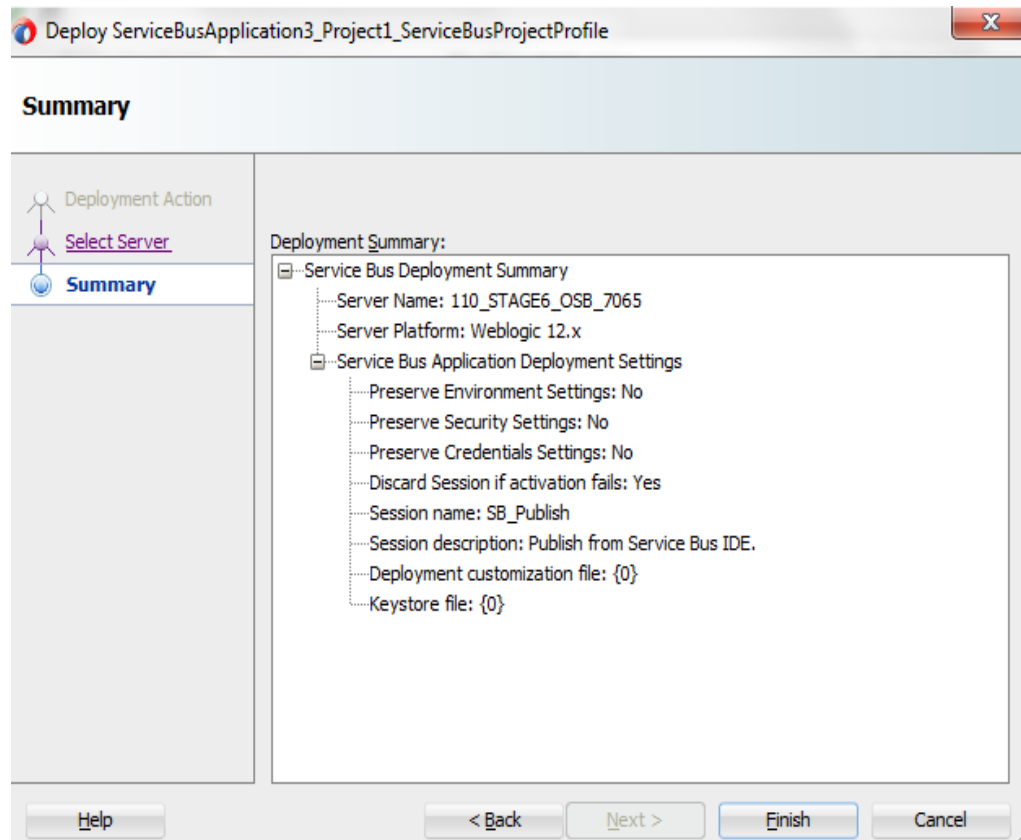 Deploy ServiceBusApplication3_Project1_ServiceBusProjectProfile
x
Summary
Deployment Action
Select Server
Summary
Deployment Summary:
Service Bus Deployment Summary
Server Name: 110_STAGE6_OSB_7065
Server Platform: Weblogic 12.x
Service Bus Application Deployment Settings
Preserve Environment Settings: No
Preserve Security Settings: No
Preserve Credentials Settings: No
Discard Session if activation fails: Yes
Session name: SB_Publish
Session description: Publish from Service Bus IDE.
Deployment customization file: {0}
Keystore file: {0}
Help
< Back
Next >
Finish
Cancel